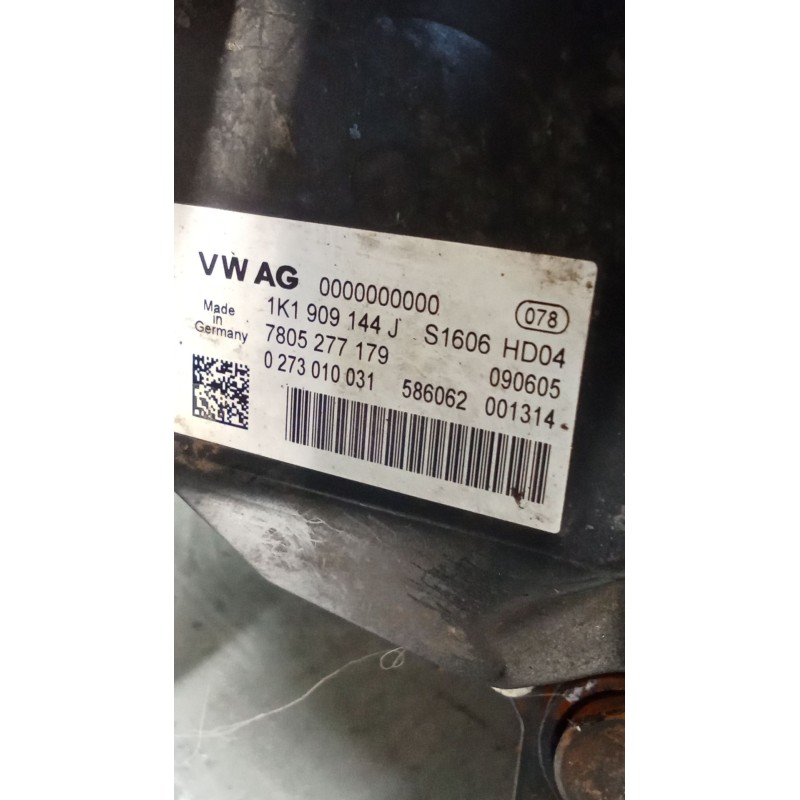 VW AG 0000000000 078
Made in Germany
1K1 909 144 J S1606 HD04
7805 277 179 090605
0 273 010 031 586062 001314